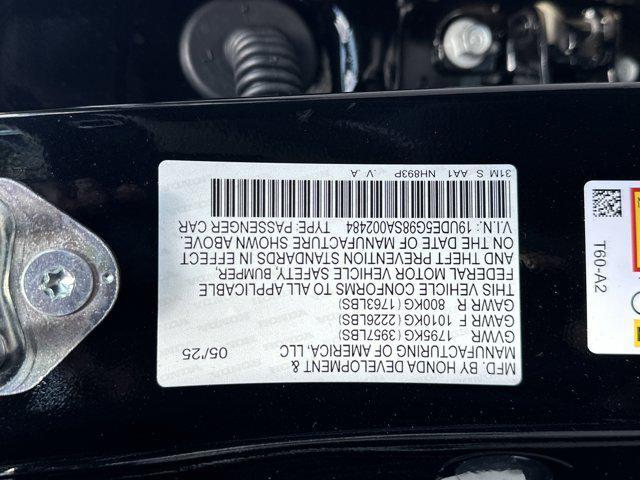 MFD. BY HONDA DEVELOPMENT &
MANUFACTURING OF AMERICA, LLC
05/25
GVWR 1795KG (3957LBS)
GAWR F 1010KG (2226LBS)
GAWR R 800KG (1763LBS)
THIS VEHICLE CONFORMS TO ALL APPLICABLE
FEDERAL MOTOR VEHICLE SAFETY, BUMPER,
AND THEFT PREVENTION STANDARDS IN EFFECT
ON THE DATE OF MANUFACTURE SHOWN ABOVE.
V.I.N.: 19UDE5G98SA002484 TYPE: PASSENGER CAR
31M S AA1 NH893P .V .A
T60-A2